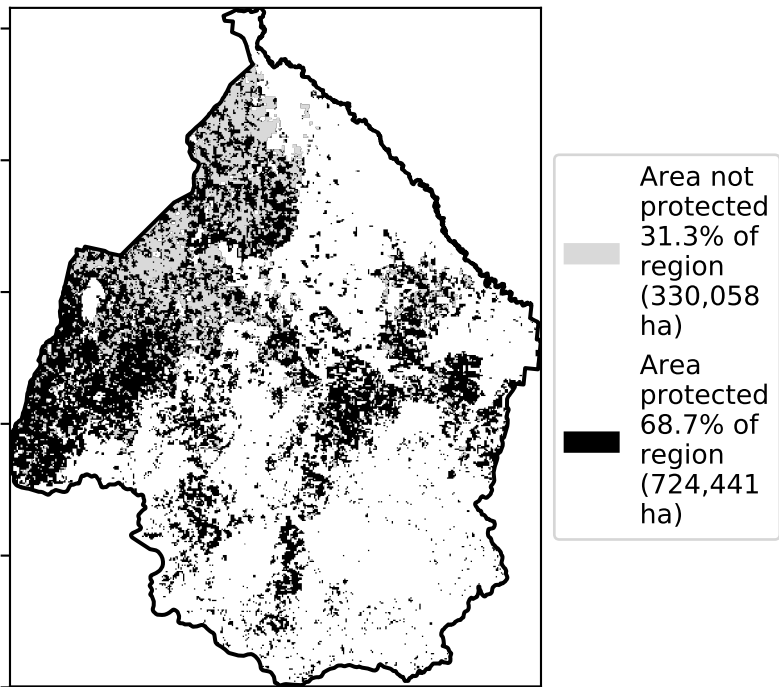 Area not
protected
31.3% of
region
(330,058
ha)
Area
protected
68.7% of
region
(724,441
ha)